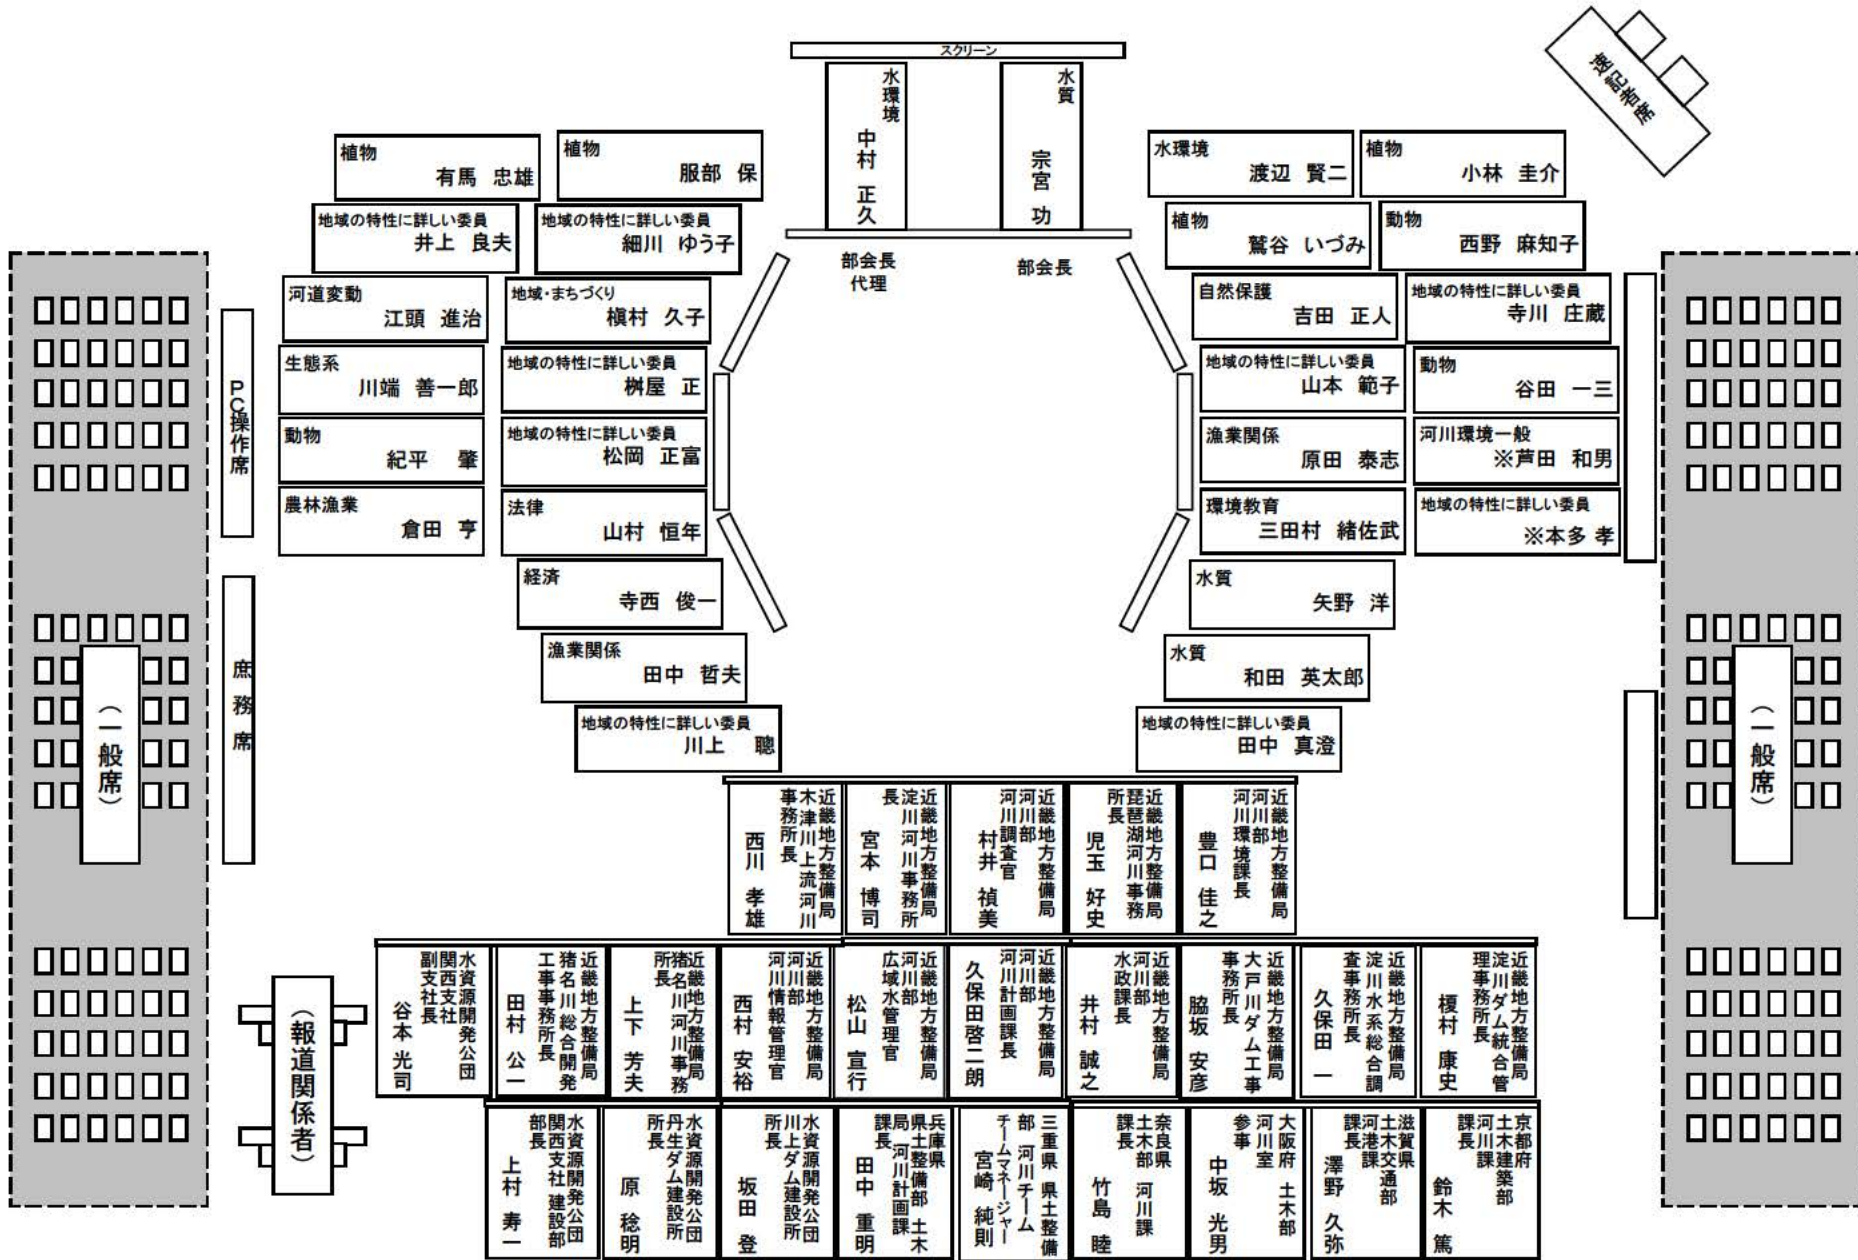 スクリーン
水環境
中村 正久
水質
宗宮 功
速記者席
植物
有馬 忠雄
植物
服部 保
水環境
渡辺 賢二
植物
小林 圭介
地域の特性に詳しい委員
井上 良夫
地域の特性に詳しい委員
細川 ゆう子
植物
鷲谷 いづみ
動物
西野 麻知子
部会長
代理
部会長
河道変動
江頭 進治
地域・まちづくり
槇村 久子
自然保護
吉田 正人
地域の特性に詳しい委員
寺川 庄蔵
生態系
川端 善一郎
地域の特性に詳しい委員
桝屋 正
地域の特性に詳しい委員
山本 範子
動物
谷田 一三
PC操作席
動物
紀平 肇
地域の特性に詳しい委員
松岡 正富
漁業関係
原田 泰志
河川環境一般
※芦田 和男
農林漁業
倉田 亨
法律
山村 恒年
環境教育
三田村 緒佐武
地域の特性に詳しい委員
※本多 孝
経済
寺西 俊一
水質
矢野 洋
漁業関係
田中 哲夫
水質
和田 英太郎
地域の特性に詳しい委員
川上 聰
地域の特性に詳しい委員
田中 真澄
庶務席
（一般席）
（一般席）
近畿地方整備局
木津川上流河川
事務所長
西川 孝雄
近畿地方整備局
淀川河川事務所
長
宮本 博司
近畿地方整備局
河川部
河川調査官
村井 禎美
近畿地方整備局
琵琶湖河川事務
所長
児玉 好史
近畿地方整備局
河川部
河川環境課長
豊口 佳之
水資源開発公団
関西支社
副支社長
谷本 光司
近畿地方整備局
猪名川総合開発
工事事務所長
田村 公一
近畿地方整備局
猪名川河川事務
所長
上下 芳夫
近畿地方整備局
河川部
河川情報管理官
西村 安裕
近畿地方整備局
河川部
広域水管理官
松山 宣行
近畿地方整備局
河川部
河川計画課長
久保田啓二朗
近畿地方整備局
河川部
水政課長
井村 誠之
近畿地方整備局
大戸川ダム工事
事務所長
脇坂 安彦
近畿地方整備局
淀川水系総合調
査事務所長
久保田 一
近畿地方整備局
淀川ダム統合管
理事務所長
榎村 康史
（報道関係者）
水資源開発公団
関西支社 建設部
部長
上村 寿一
水資源開発公団
丹生ダム建設所
所長
原 稔明
水資源開発公団
川上ダム建設所
所長
坂田 登
兵庫県
県土整備部 土木
局 河川計画課
課長
田中 重明
三重県 県土整備
部 河川チーム
チームマネージャー
宮崎 純則
奈良県
土木部 河川課
課長
竹島 睦
大阪府 土木部
河川室
参事
中坂 光男
滋賀県
土木交通部
河港課
課長
澤野 久弥
京都府
土木建築部
河川課
課長
鈴木 篤